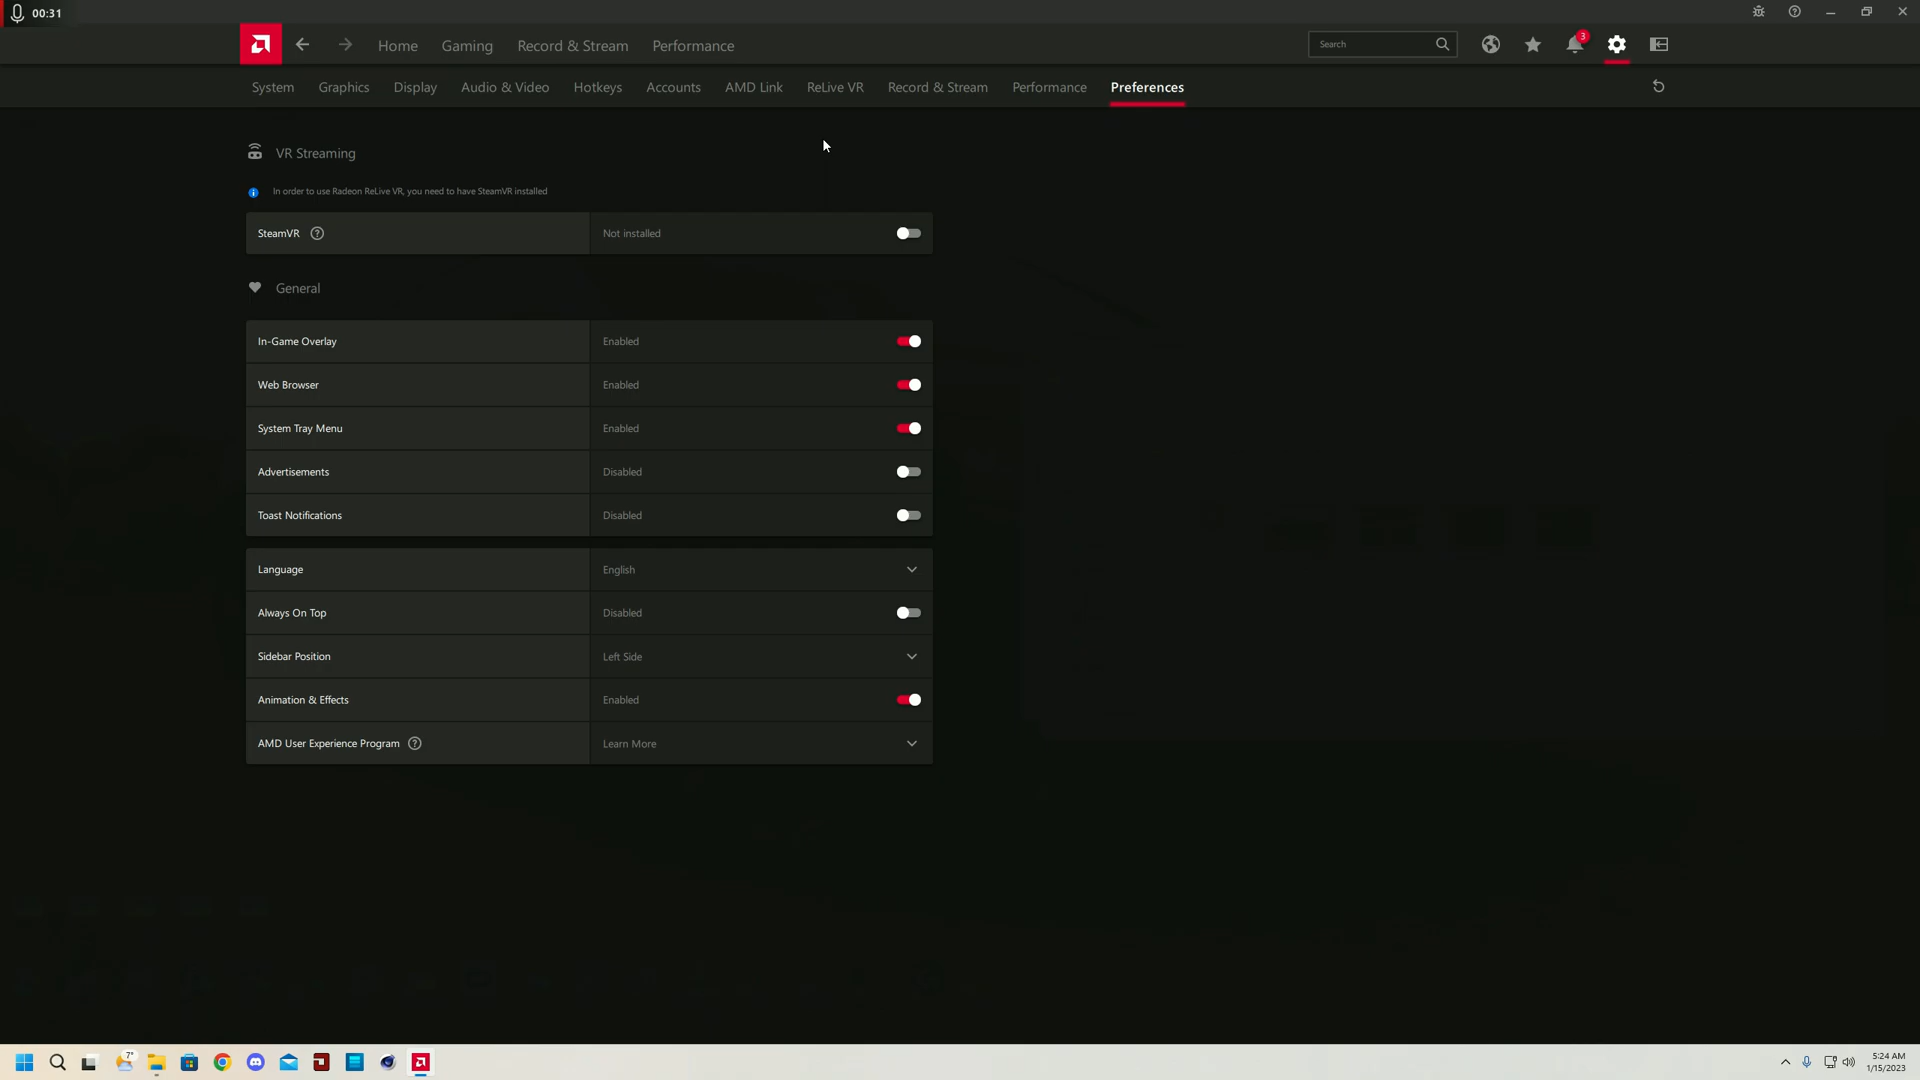 00:31
Home Gaming Record & Stream Performance
Search
3
System Graphics Display Audio & Video Hotkeys Accounts AMD Link ReLive VR Record & Stream Performance Preferences
VR Streaming
In order to use Radeon ReLive VR, you need to have SteamVR installed
SteamVR Not installed
General
In-Game Overlay Enabled
Web Browser Enabled
System Tray Menu Enabled
Advertisements Disabled
Toast Notifications Disabled
Language English
Always On Top Disabled
Sidebar Position Left Side
Animation & Effects Enabled
AMD User Experience Program Learn More
7°
5:24 AM
1/15/2023